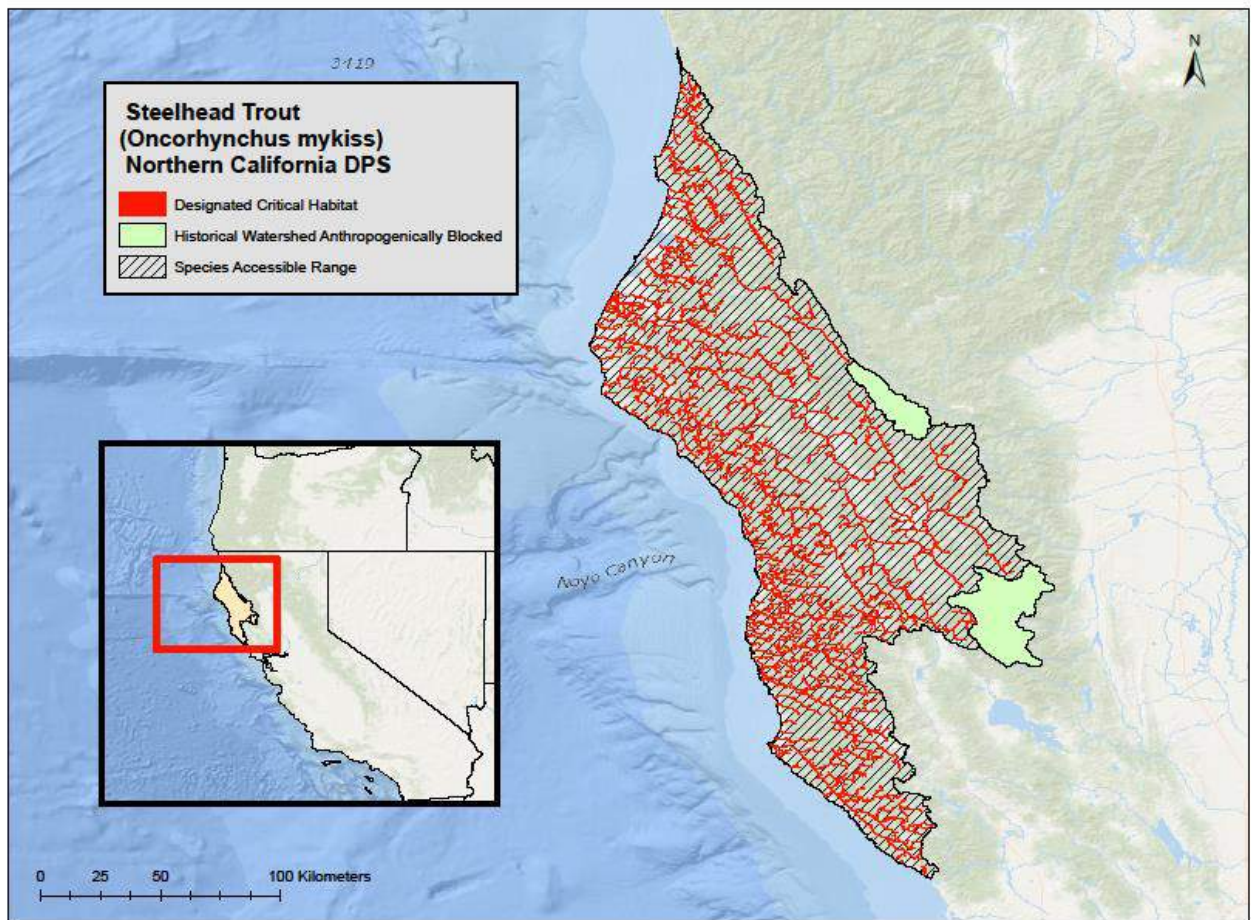 3419
N
Steelhead Trout
(Oncorhynchus mykiss)
Northern California DPS
Designated Critical Habitat
Historical Watershed Anthropogenically Blocked
Species Accessible Range
Noyo Canyon
0 25 50 100 Kilometers